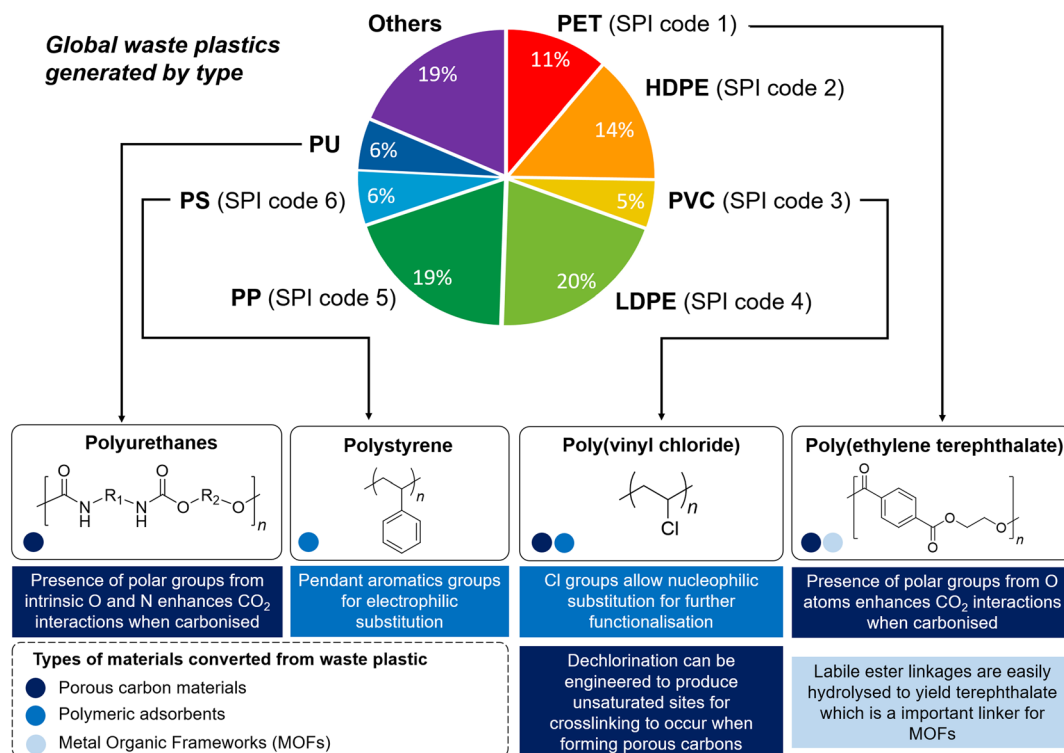 Global waste plastics
generated by type
Others
PET (SPI code 1)
19%
11%
HDPE (SPI code 2)
14%
PU
6%
PS (SPI code 6)
6%
5%
PVC (SPI code 3)
19%
20%
PP (SPI code 5)
LDPE (SPI code 4)
Polyurethanes
O
O
N
H
R1
N
H
O
R2
O
n
Presence of polar groups from
intrinsic O and N enhances CO2
interactions when carbonised
Polystyrene
n
Pendant aromatics groups
for electrophilic
substitution
Poly(vinyl chloride)
n
Cl
Cl groups allow nucleophilic
substitution for further
functionalisation
Dechlorination can be
engineered to produce
unsaturated sites for
crosslinking to occur when
forming porous carbons
Poly(ethylene terephthalate)
O
O
O
O
n
Presence of polar groups from O
atoms enhances CO2 interactions
when carbonised
Labile ester linkages are easily
hydrolysed to yield terephthalate
which is a important linker for
MOFs
Types of materials converted from waste plastic
Porous carbon materials
Polymeric adsorbents
Metal Organic Frameworks (MOFs)